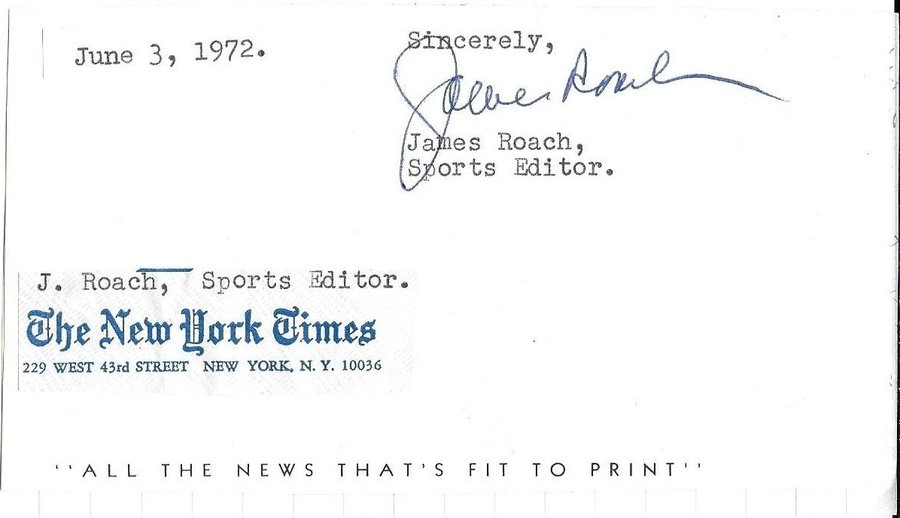 June 3, 1972.
Sincerely,
James Roach
James Roach,
Sports Editor.
J. Roach, Sports Editor.
The New York Times
229 WEST 43rd STREET NEW YORK, N. Y. 10036
"ALL THE NEWS THAT'S FIT TO PRINT"